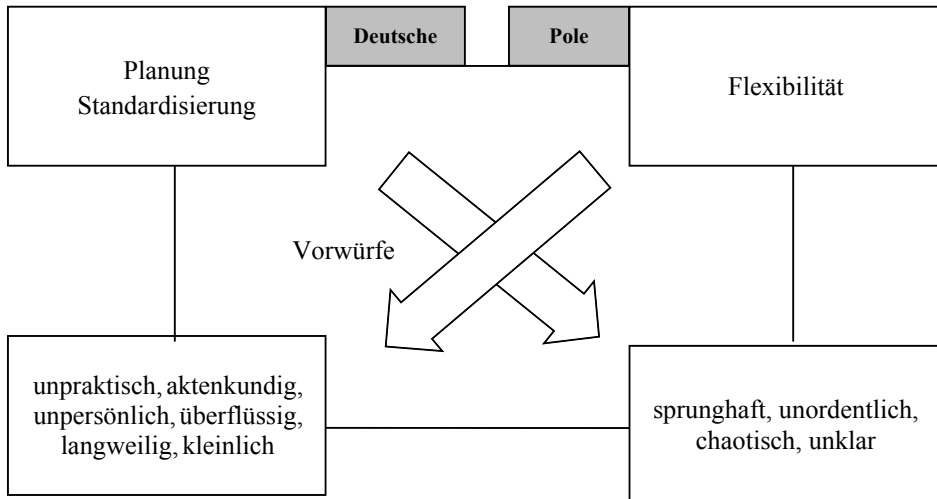 Deutsche
Pole
Planung
Standardisierung
Flexibilität
Vorwürfe
unpraktisch, aktenkundig,
unpersönlich, überflüssig,
langweilig, kleinlich
sprunghaft, unordentlich,
chaotisch, unklar